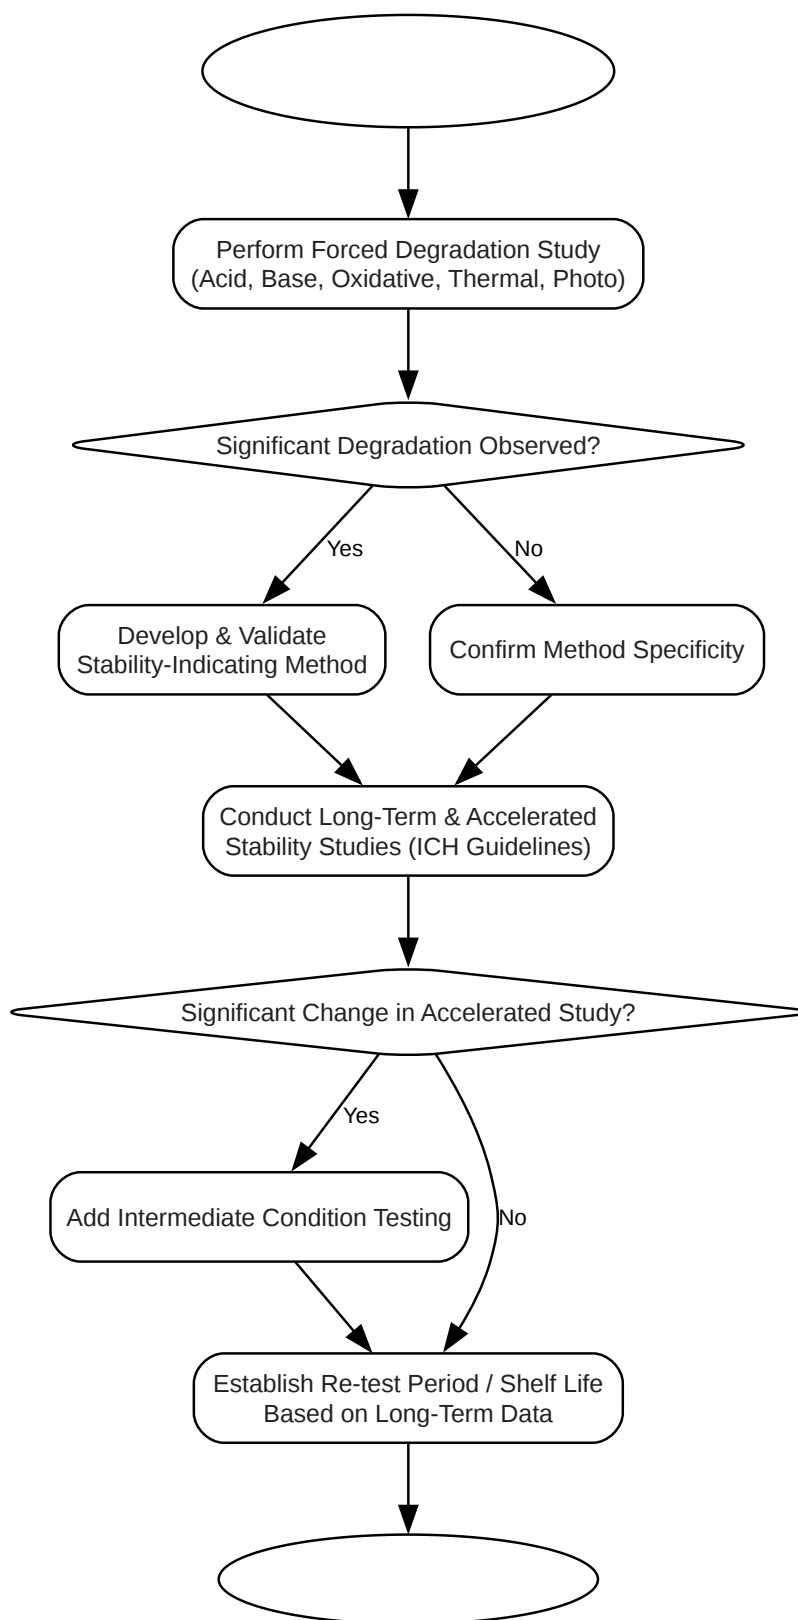 Perform Forced Degradation Study
(Acid, Base, Oxidative, Thermal, Photo)
Significant Degradation Observed?
Yes
No
Develop & Validate
Stability-Indicating Method
Confirm Method Specificity
Conduct Long-Term & Accelerated
Stability Studies (ICH Guidelines)
Significant Change in Accelerated Study?
Yes
Add Intermediate Condition Testing
No
Establish Re-test Period / Shelf Life
Based on Long-Term Data